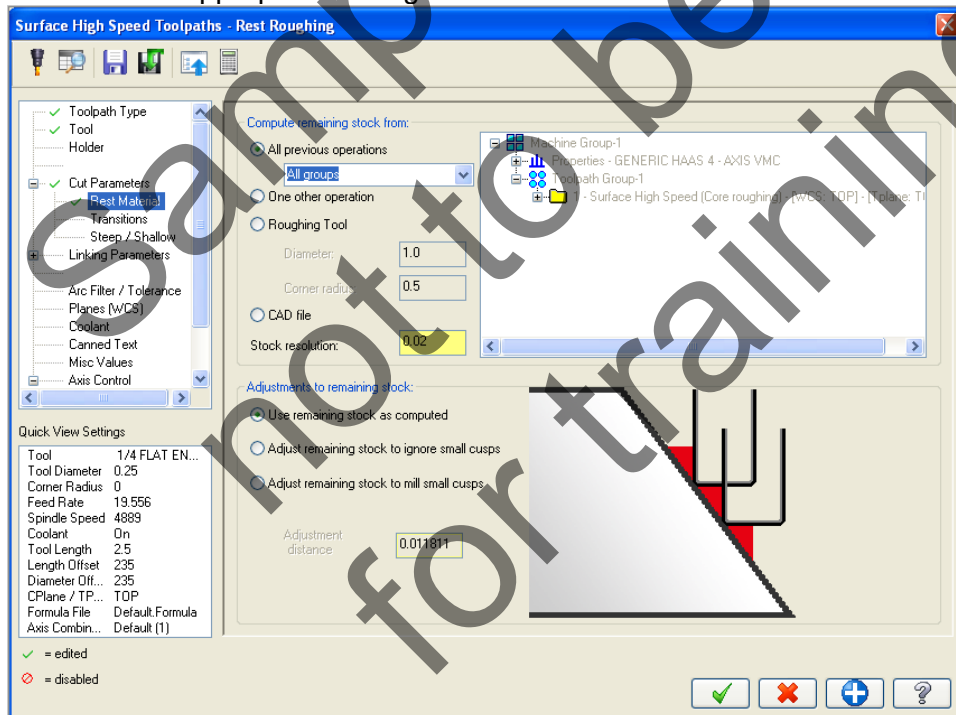 Surface High Speed Toolpaths - Rest Roughing
Toolpath Type
Tool
Holder
Cut Parameters
Rest Material
Transitions
Steep / Shallow
Linking Parameters
Arc Filter / Tolerance
Planes (WCS)
Coolant
Canned Text
Misc Values
Axis Control
Quick View Settings
Tool 1/4 FLAT EN...
Tool Diameter 0.25
Corner Radius 0
Feed Rate 19.556
Spindle Speed 4889
Coolant On
Tool Length 2.5
Length Offset 235
Diameter Off... 235
CPlane / TP... TOP
Formula File Default.Formula
Axis Combin... Default (1)
= edited
= disabled
Compute remaining stock from:
All previous operations
All groups
One other operation
Roughing Tool
Diameter: 1.0
Corner radius: 0.5
CAD file
Stock resolution: 0.02
Machine Group-1
Properties - GENERIC HAAS 4 - AXIS VMC
Toolpath Group-1
1 - Surface High Speed (Core roughing) - [WCS: TOP] - [Tplane: T
Adjustments to remaining stock:
Use remaining stock as computed
Adjust remaining stock to ignore small cusps
Adjust remaining stock to mill small cusps
Adjustment
distance 0.011811
not to be
for training